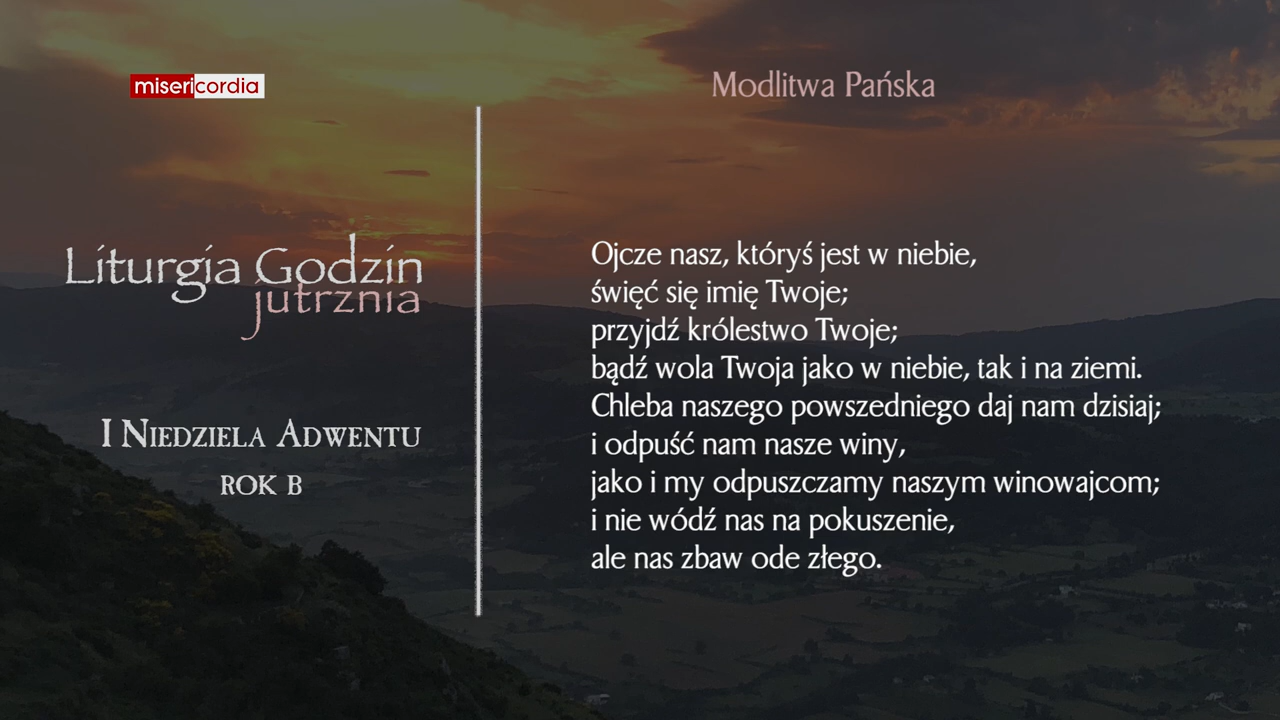 misericordia
Liturgia Godzin
jutrznia
I Niedziela Adwentu
ROK B
Modlitwa Pańska
Ojcze nasz, któryś jest w niebie,
święć się imię Twoje;
przyjdź królestwo Twoje;
bądź wola Twoja jako w niebie, tak i na ziemi.
Chleba naszego powszedniego daj nam dzisiaj;
i odpuść nam nasze winy,
jako i my odpuszczamy naszym winowajcom;
i nie wódź nas na pokuszenie,
ale nas zbaw ode złego.